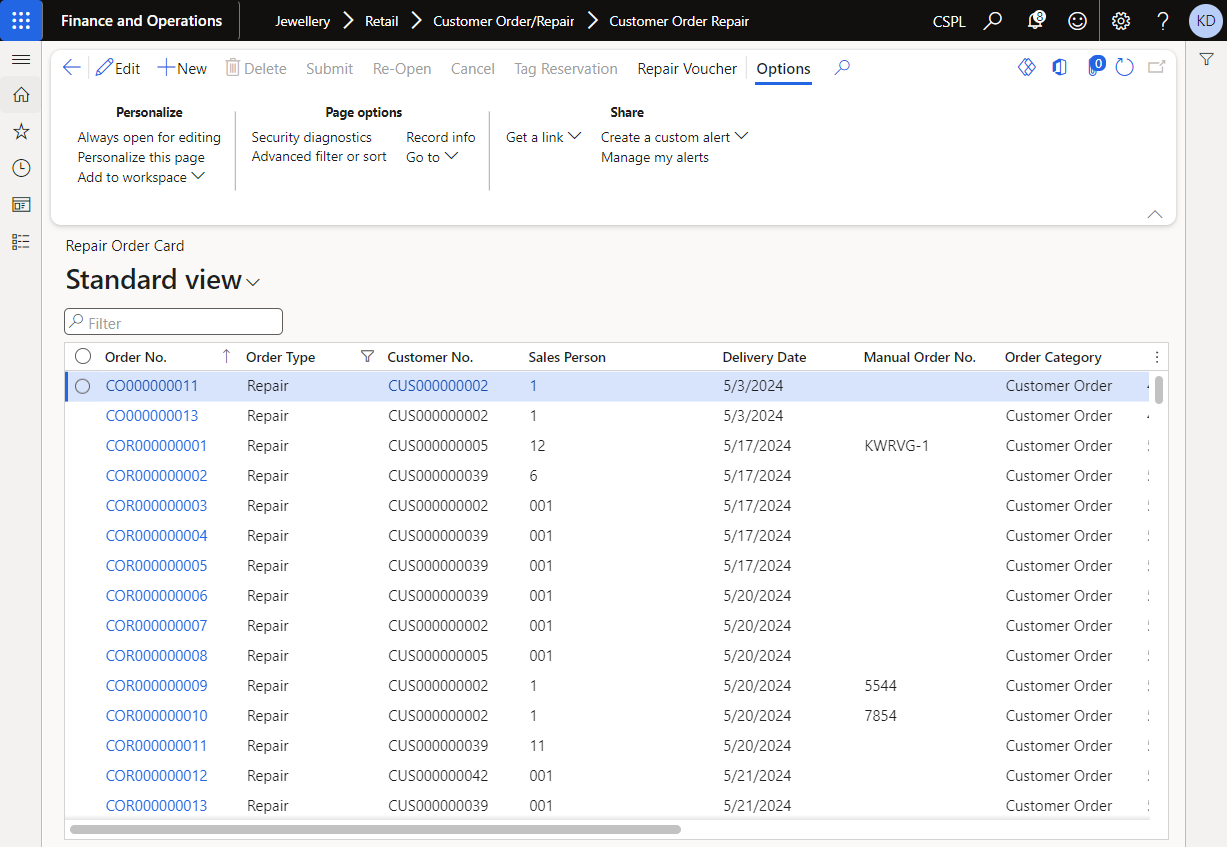 Finance and Operations Jewellery Retail Customer Order/Repair Customer Order Repair CSPL 8 ? KD
Edit New Delete Submit Re-Open Cancel Tag Reservation Repair Voucher Options 0
Personalize Page options Share
Always open for editing Security diagnostics Record info Get a link Create a custom alert
Personalize this page Advanced filter or sort Go to Manage my alerts
Add to workspace
Repair Order Card
Standard view
Filter
Order No. Order Type Customer No. Sales Person Delivery Date Manual Order No. Order Category
CO000000011 Repair CUS000000002 1 5/3/2024 Customer Order
CO000000013 Repair CUS000000002 1 5/3/2024 Customer Order
COR000000001 Repair CUS000000005 12 5/17/2024 KWRVG-1 Customer Order
COR000000002 Repair CUS000000039 6 5/17/2024 Customer Order
COR000000003 Repair CUS000000002 001 5/17/2024 Customer Order
COR000000004 Repair CUS000000039 001 5/17/2024 Customer Order
COR000000005 Repair CUS000000039 001 5/17/2024 Customer Order
COR000000006 Repair CUS000000039 001 5/20/2024 Customer Order
COR000000007 Repair CUS000000002 001 5/20/2024 Customer Order
COR000000008 Repair CUS000000005 001 5/20/2024 Customer Order
COR000000009 Repair CUS000000002 1 5/20/2024 5544 Customer Order
COR000000010 Repair CUS000000002 1 5/20/2024 7854 Customer Order
COR000000011 Repair CUS000000039 11 5/20/2024 Customer Order
COR000000012 Repair CUS000000042 001 5/21/2024 Customer Order
COR000000013 Repair CUS000000039 001 5/21/2024 Customer Order